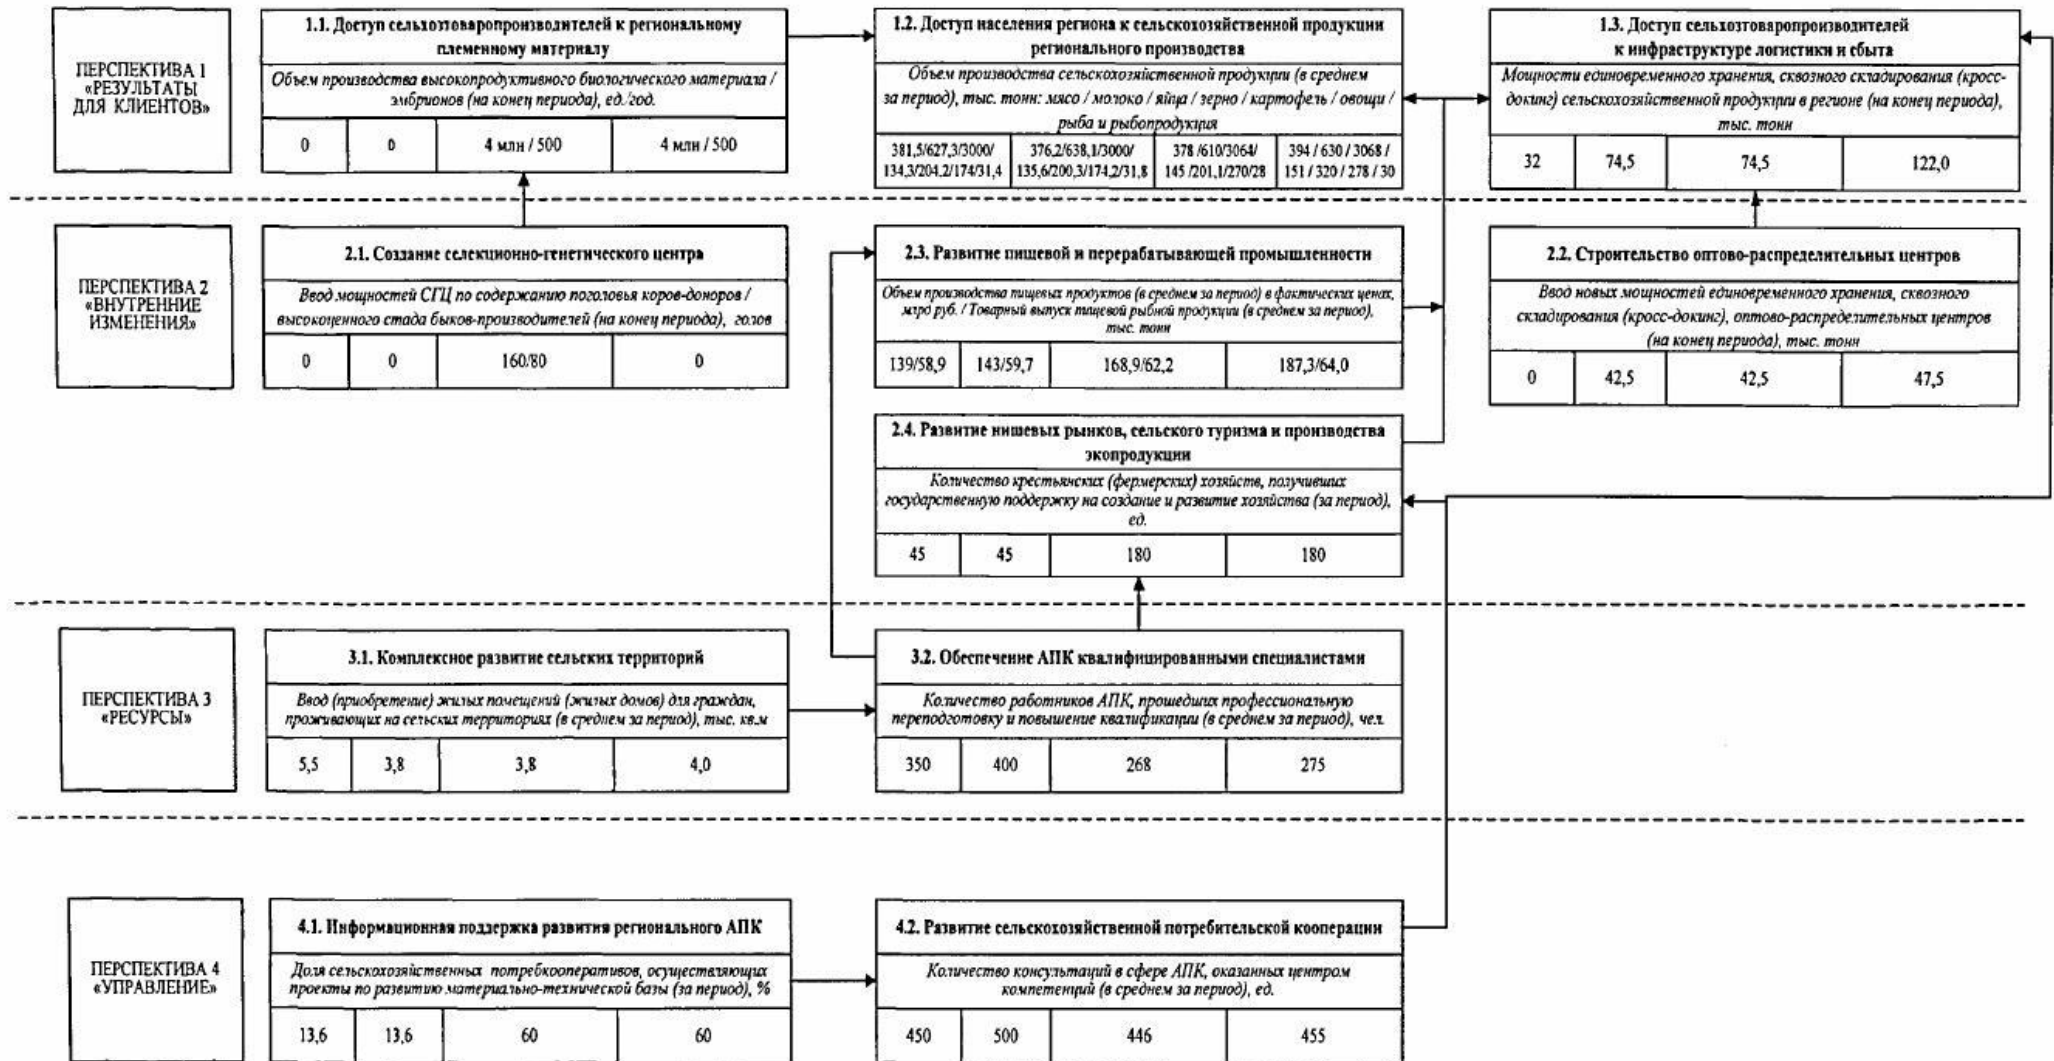 ПЕРСПЕКТИВА 1
«РЕЗУЛЬТАТЫ
ДЛЯ КЛИЕНТОВ»
1.1. Доступ сельхозтоваропроизводителей к региональному
племенному материалу
Объем производства высокопродуктивного биологического материала /
эмбрионов (на конец периода), ед./год.
0
0
4 млн / 500
4 млн / 500
1.2. Доступ населения региона к сельскохозяйственной продукции
регионального производства
Объем производства сельскохозяйственной продукции (в среднем
за период), тыс. тонн: мясо / молоко / яйца / зерно / картофель / овощи /
рыба и рыбопродукция
381,5/627,3/3000/
134,3/204,2/174/31,4
376,2/638,1/3000/
135,6/200,3/174,2/31,8
378 /610/3064/
145 /201,1/270/28
394 / 630 / 3068 /
151 / 320 / 278 / 30
1.3. Доступ сельхозтоваропроизводителей
к инфраструктуре логистики и сбыта
Мощности единовременного хранения, сквозного складирования (кросс-
докинг) сельскохозяйственной продукции в регионе (на конец периода),
тыс. тонн
32
74,5
74,5
122,0
ПЕРСПЕКТИВА 2
«ВНУТРЕННИЕ
ИЗМЕНЕНИЯ»
2.1. Создание селекционно-генетического центра
Ввод мощностей СГЦ по содержанию поголовья коров-доноров /
высокоценного стада быков-производителей (на конец периода), голов
0
0
160/80
0
2.3. Развитие пищевой и перерабатывающей промышленности
Объем производства пищевых продуктов (в среднем за период) в фактических ценах,
млрд руб. / Товарный выпуск пищевой рыбной продукции (в среднем за период),
тыс. тонн
139/58,9
143/59,7
168,9/62,2
187,3/64,0
2.2. Строительство оптово-распределительных центров
Ввод новых мощностей единовременного хранения, сквозного
складирования (кросс-докинг), оптово-распределительных центров
(на конец периода), тыс. тонн
0
42,5
42,5
47,5
2.4. Развитие нишевых рынков, сельского туризма и производства
экопродукции
Количество крестьянских (фермерских) хозяйств, получивших
государственную поддержку на создание и развитие хозяйства (за период),
ед.
45
45
180
180
ПЕРСПЕКТИВА 3
«РЕСУРСЫ»
3.1. Комплексное развитие сельских территорий
Ввод (приобретение) жилых помещений (жилых домов) для граждан,
проживающих на сельских территориях (в среднем за период), тыс. кв.м
5,5
3,8
3,8
4,0
3.2. Обеспечение АПК квалифицированными специалистами
Количество работников АПК, прошедших профессиональную
переподготовку и повышение квалификации (в среднем за период), чел.
350
400
268
275
ПЕРСПЕКТИВА 4
«УПРАВЛЕНИЕ»
4.1. Информационная поддержка развития регионального АПК
Доля сельскохозяйственных потребкооперативов, осуществляющих
проекты по развитию материально-технической базы (за период), %
13,6
13,6
60
60
4.2. Развитие сельскохозяйственной потребительской кооперации
Количество консультаций в сфере АПК, оказанных центром
компетенций (в среднем за период), ед.
450
500
446
455